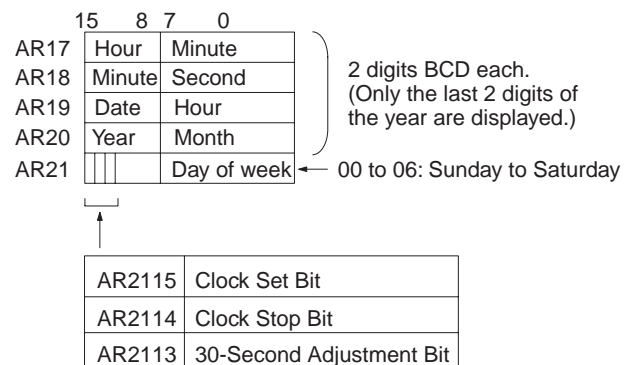 15 8 7 0
AR17 Hour Minute
AR18 Minute Second
AR19 Date Hour
AR20 Year Month
AR21 Day of week
2 digits BCD each.
(Only the last 2 digits of
the year are displayed.)
00 to 06: Sunday to Saturday
AR2115 Clock Set Bit
AR2114 Clock Stop Bit
AR2113 30-Second Adjustment Bit